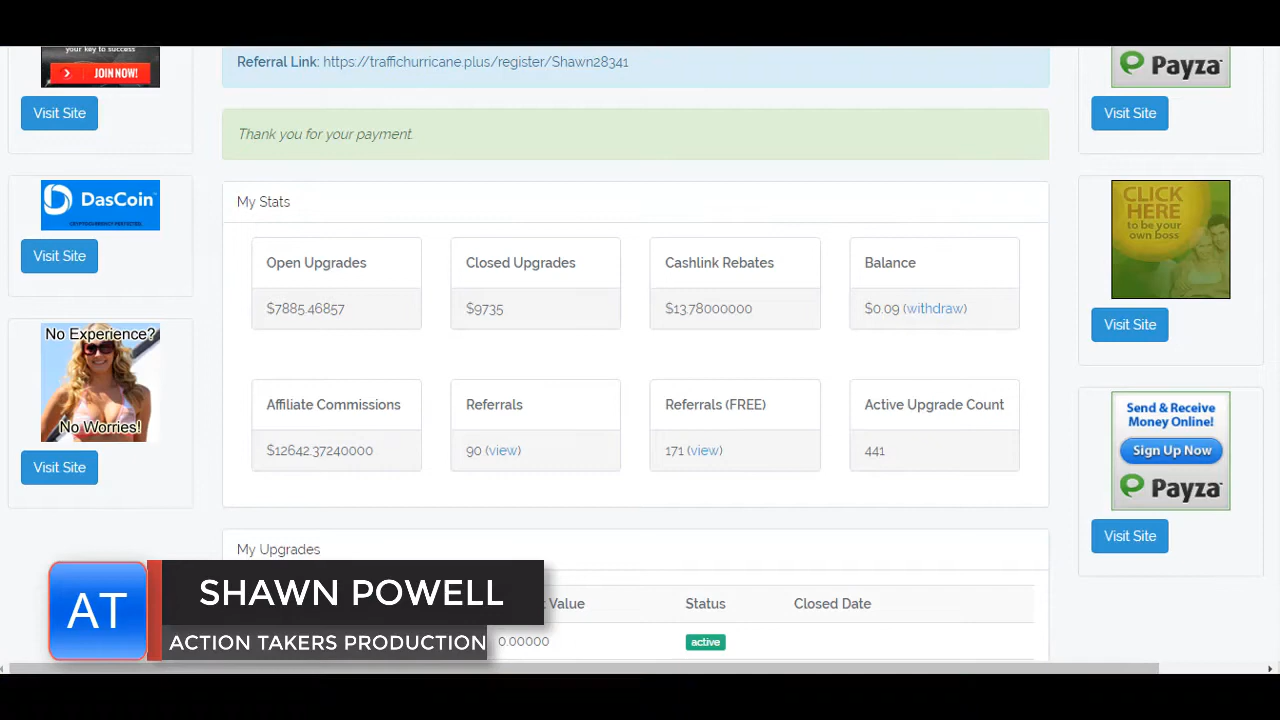 your key to success
> JOIN NOW!
Visit Site
DasCoin
Visit Site
No Experience?
No Worries!
Visit Site
Referral Link: https://traffichurricane.plus/register/Shawn28341
Thank you for your payment.
My Stats
Open Upgrades
$7885.46857
Closed Upgrades
$9735
Cashlink Rebates
$13.78000000
Balance
$0.09 (withdraw)
Affiliate Commissions
$12642.37240000
Referrals
90 (view)
Referrals (FREE)
171 (view)
Active Upgrade Count
441
My Upgrades
Value
Status
Closed Date
0.00000
active
Payza
Visit Site
CLICK
HERE
to be your
own boss
Visit Site
Send & Receive
Money Online!
Sign Up Now
Payza
Visit Site
AT
SHAWN POWELL
ACTION TAKERS PRODUCTION